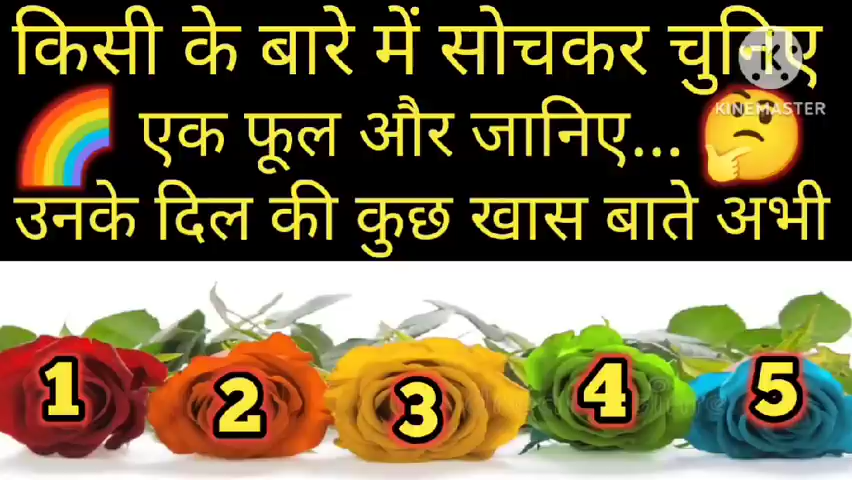 किसी के बारे में सोचकर चुनिए
KINEMASTER
एक फूल और जानिए...
उनके दिल की कुछ खास बाते अभी
1 2 3 4 5